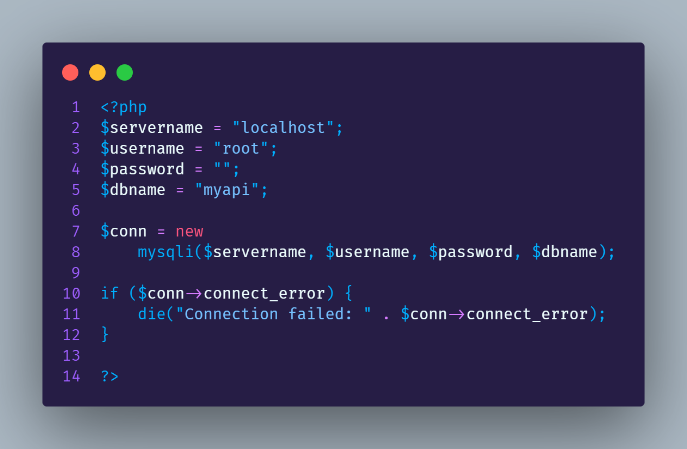 1 <?php
2 $servername = "localhost";
3 $username = "root";
4 $password = "";
5 $dbname = "myapi";
6
7 $conn = new
8 mysqli($servername, $username, $password, $dbname);
9
10 if ($conn->connect_error) {
11 die("Connection failed: " . $conn->connect_error);
12 }
13
14 ?>